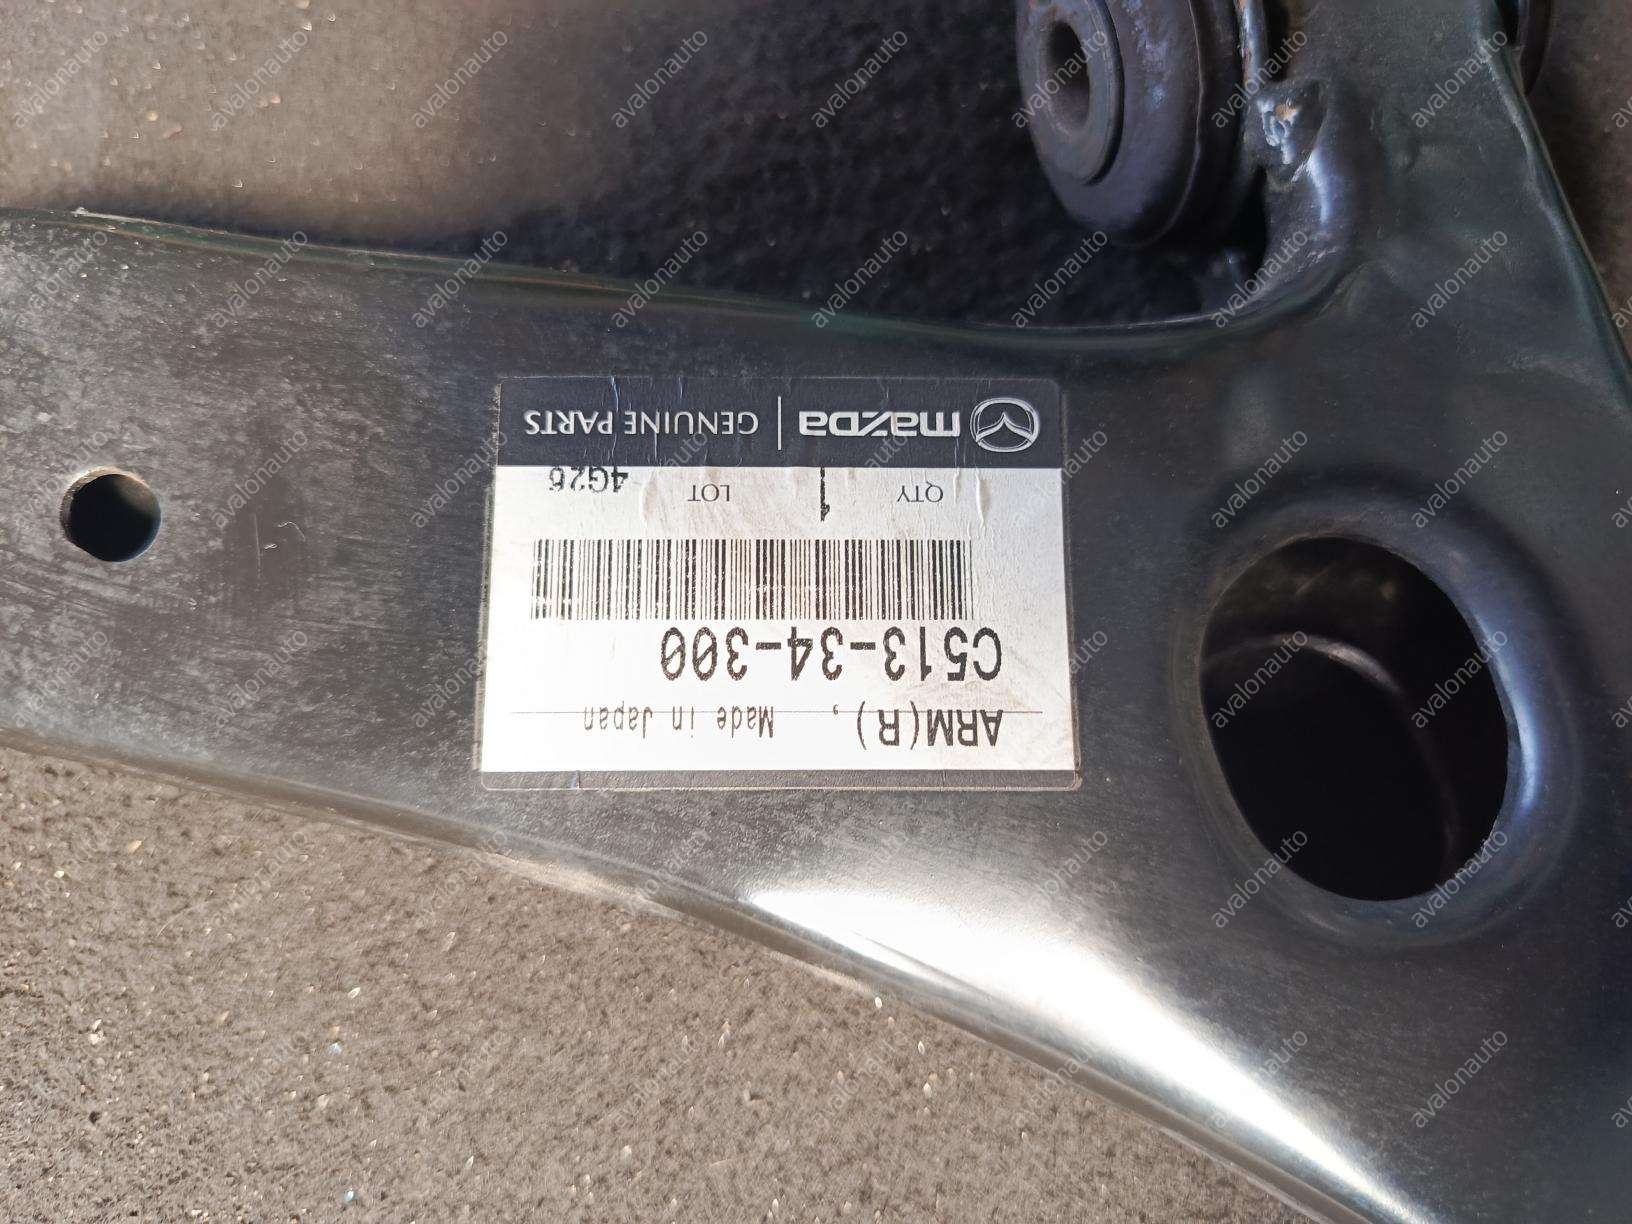 mazda | GENUINE PARTS
QTY 1 LOT 4G26
C513-34-300
ARM(R) , Made in Japan
avalonauto